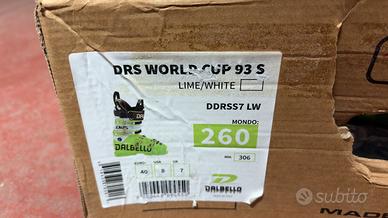 DRS WORLD CUP 93 S
LIME/WHITE
DDRSS7 LW
MONDO:
260
306
DALBELLO
EURO: USA UK
40 8 7
DALBELLO
subito
MAD